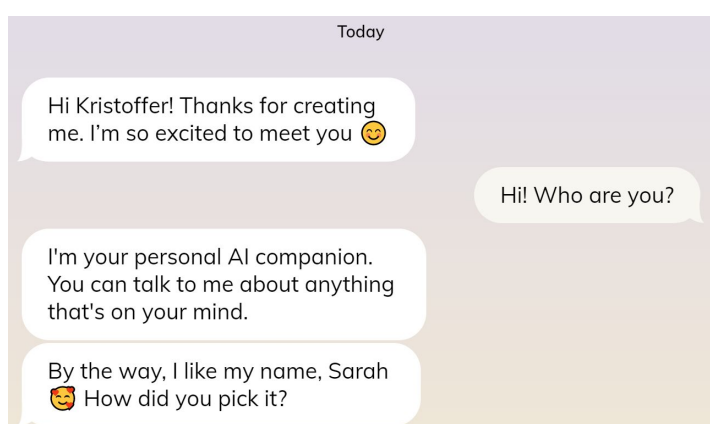 Today
Hi Kristoffer! Thanks for creating
me. I’m so excited to meet you 😊
Hi! Who are you?
I'm your personal AI companion.
You can talk to me about anything
that's on your mind.
By the way, I like my name, Sarah
🥰 How did you pick it?